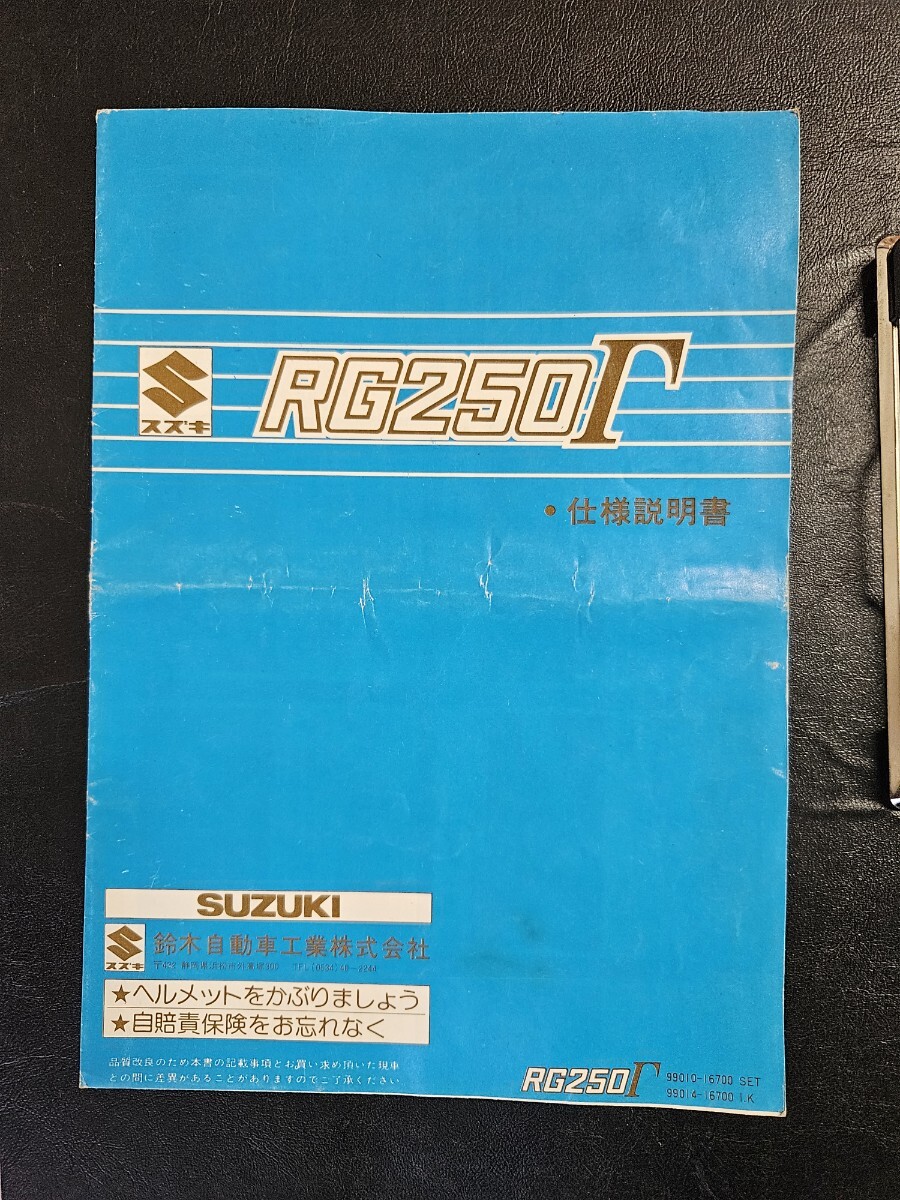 スズキ
RG250Γ
・仕様説明書
SUZUKI
スズキ
鈴木自動車工業株式会社
★ヘルメットをかぶりましょう
★自賠責保険をお忘れなく
品質改良のため本書の記載事項とお買い求め頂いた現車
との間に差異があることがありますのでご了承ください
RG250Γ
99010-16700 SET
99014-16700 I.K